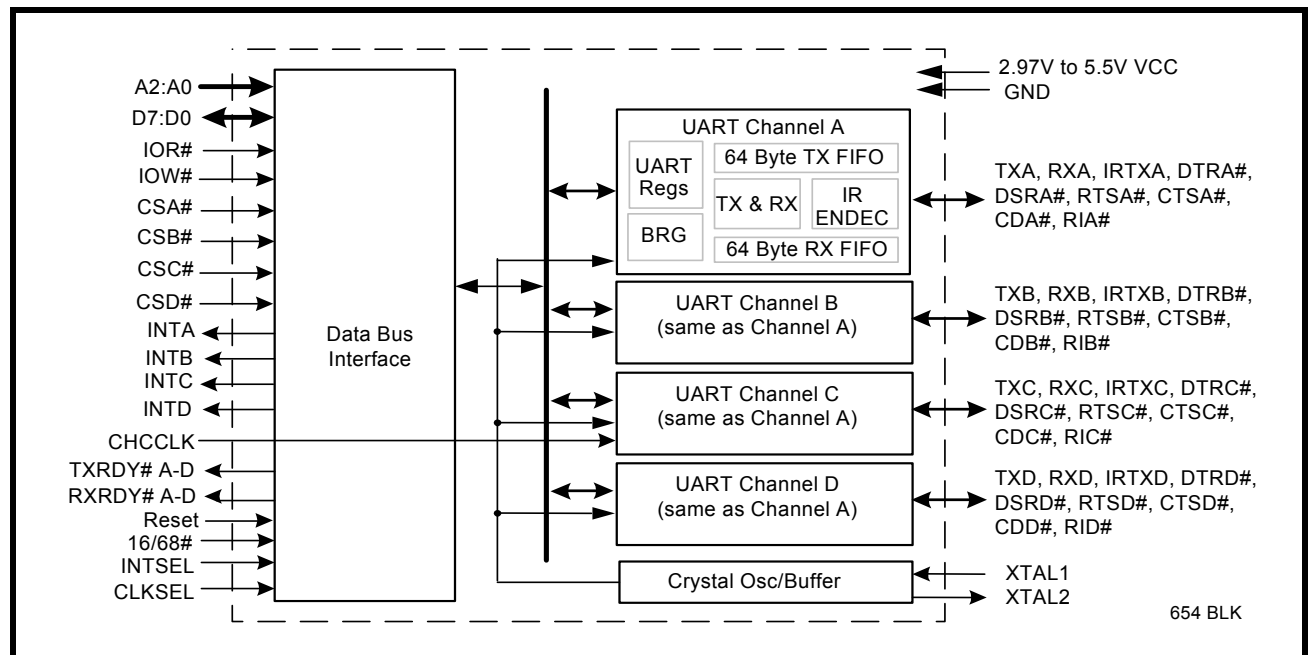 A2:A0
D7:D0
IOR#
IOW#
CSA#
CSB#
CSC#
CSD#
INTA
INTB
INTC
INTD
CHCCLK
TXRDY# A-D
RXRDY# A-D
Reset
16/68#
INTSEL
CLKSEL
Data Bus
Interface
UART Channel A
UART
Regs
BRG
64 Byte TX FIFO
TX & RX
IR
ENDEC
64 Byte RX FIFO
UART Channel B
(same as Channel A)
UART Channel C
(same as Channel A)
UART Channel D
(same as Channel A)
Crystal Osc/Buffer
2.97V to 5.5V VCC
GND
TXA, RXA, IRTXA, DTRA#,
DSRA#, RTSA#, CTSA#,
CDA#, RIA#
TXB, RXB, IRTXB, DTRB#,
DSRB#, RTSB#, CTSB#,
CDB#, RIB#
TXC, RXC, IRTXC, DTRC#,
DSRC#, RTSC#, CTSC#,
CDC#, RIC#
TXD, RXD, IRTXD, DTRD#,
DSRD#, RTSD#, CTSD#,
CDD#, RID#
XTAL1
XTAL2
654 BLK